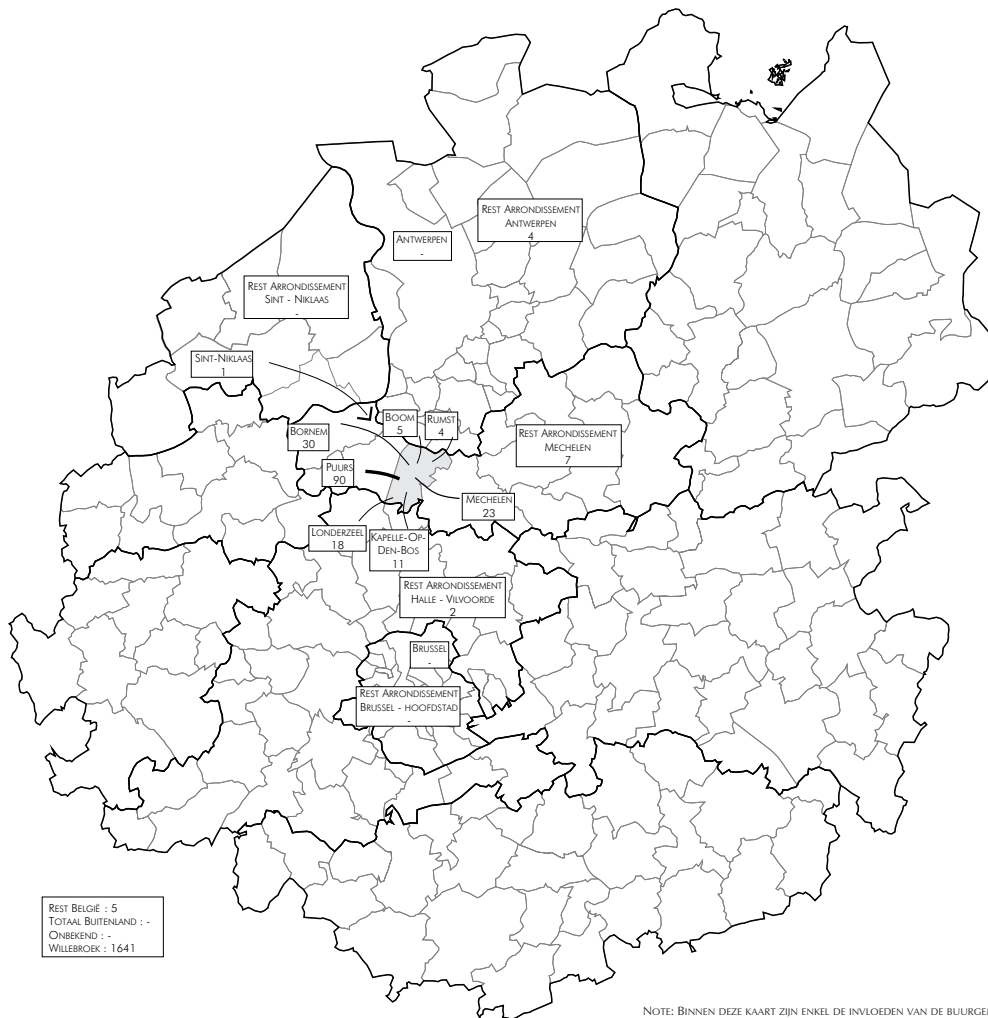 REST ARRONDISSEMENT
ANTWERPEN
4
ANTWERPEN
-
REST ARRONDISSEMENT
SINT - NIKLAAS
-
SINT-NIKLAAS
1
BOOM
5
RUMST
4
BORNEM
30
REST ARRONDISSEMENT
MECHELEN
7
PUURS
90
MECHELEN
23
LONDERZEEL
18
KAPELLE-OP-
DEN-BOS
11
REST ARRONDISSEMENT
HALLE - VILVOORDE
2
BRUSSEL
-
REST ARRONDISSEMENT
BRUSSEL - HOOFDSTAD
-
REST BELGIË : 5
TOTAAL BUITENLAND : -
ONBEKEND : -
WILLEBROEK : 1641
NOTE: BINNEN DEZE KAART ZIJN ENKEL DE INVLOEDEN VAN DE BUURGE